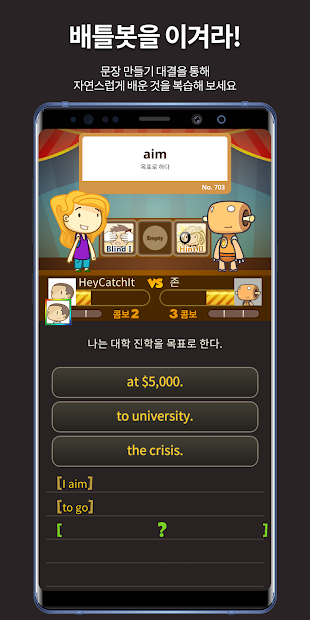 배틀봇을 이겨라!
문장 만들기 대결을 통해
자연스럽게 배운 것을 복습해 보세요
aim
목표로 하다
No. 703
Blind I
Empty
Hint II
HeyCatchIt VS 존
콤보 2 3 콤보
나는 대학 진학을 목표로 한다.
at $5,000.
to university.
the crisis.
[I aim]
[to go]
[ ? ]